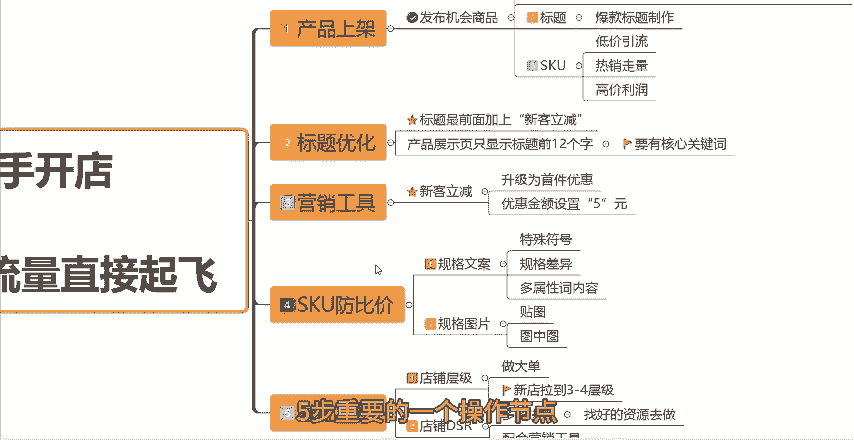 产品上架
发布机会商品
标题
爆款标题制作
SKU
低价引流
热销走量
高价利润
手开店
流量直接起飞
2 标题优化
标题最前面加上“新客立减”
产品展示页只显示标题前12个字
要有核心关键词
营销工具
新客立减
升级为首件优惠
优惠金额设置“5”元
4 SKU防比价
规格文案
特殊符号
规格差异
多属性词内容
规格图片
贴图
图中图
店铺层级
做大单
新店拉到3-4层级
店铺DSR
找好的资源去做
配合营销工具
5步重要的一个操作节点